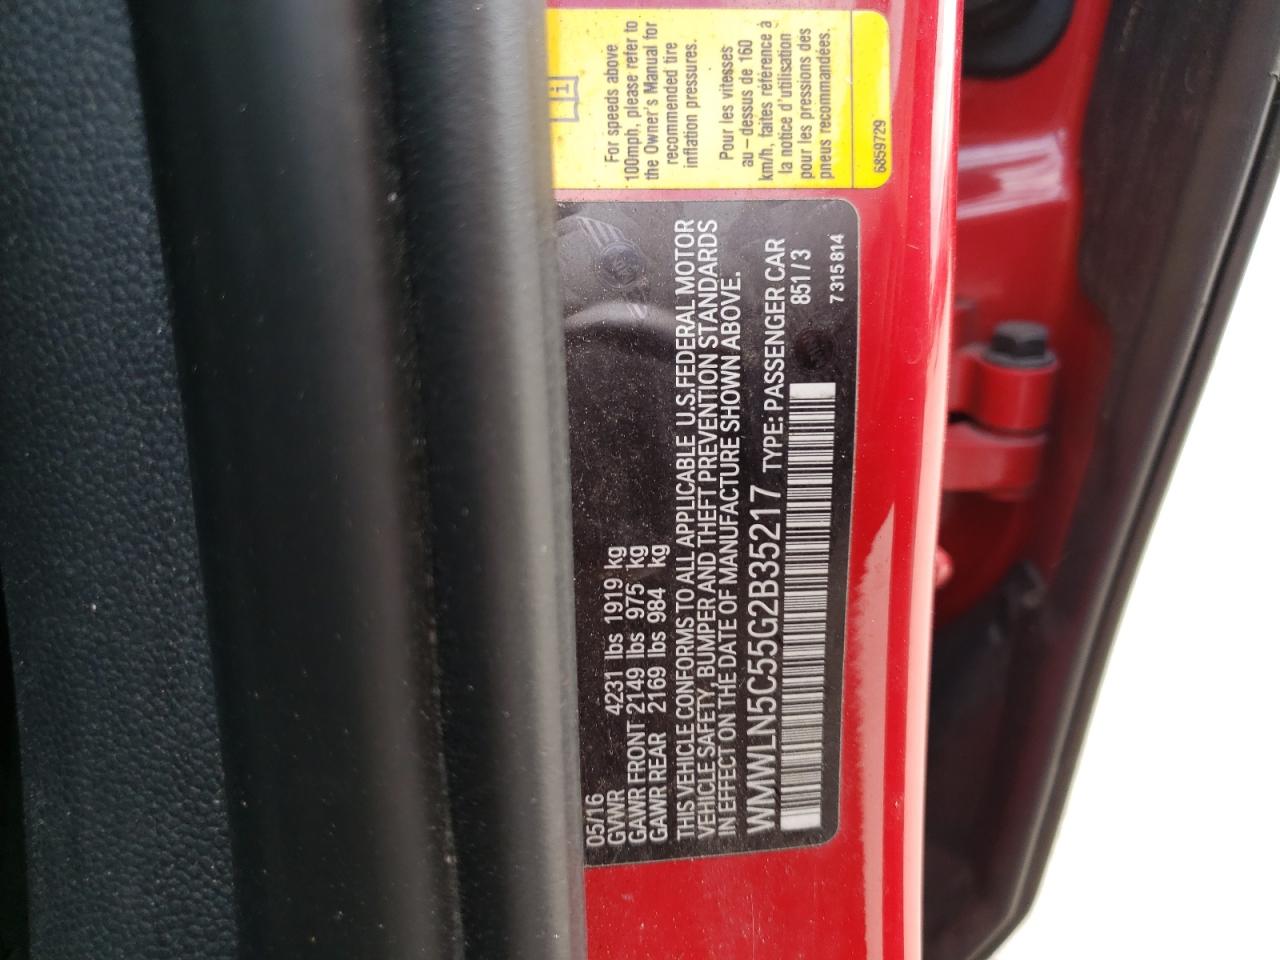 For speeds above
100mph, please refer to
the Owner's Manual for
recommended tire
inflation pressures.
Pour les vitesses
au-dessus de 160
km/h, faites référence à
la notice d'utilisation
pour les pressions des
pneus recommandées.
6859729
05/16
GVWR 4231 lbs 1919 kg
GAWR FRONT 2149 lbs 975 kg
GAWR REAR 2169 lbs 984 kg
THIS VEHICLE CONFORMS TO ALL APPLICABLE U.S.FEDERAL MOTOR
VEHICLE SAFETY, BUMPER AND THEFT PREVENTION STANDARDS
IN EFFECT ON THE DATE OF MANUFACTURE SHOWN ABOVE.
WMWLN5C55G2B35217 TYPE: PASSENGER CAR
851/3
7315814